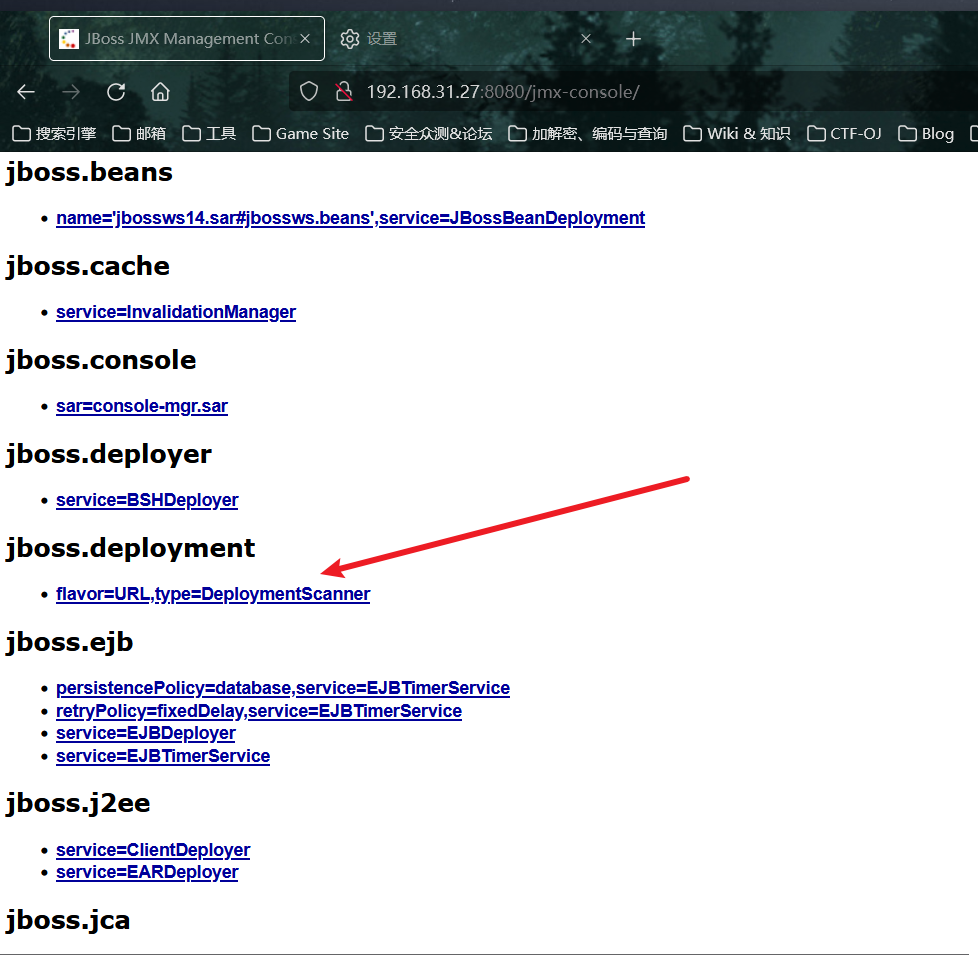 JBoss JMX Management Con
设置
192.168.31.27:8080/jmx-console/
搜索引擎 邮箱 工具 Game Site 安全众测&论坛 加解密、编码与查询 Wiki & 知识 CTF-OJ Blog
jboss.beans
name='jbossws14.sar#jbossws.beans',service=JBossBeanDeployment
jboss.cache
service=InvalidationManager
jboss.console
sar=console-mgr.sar
jboss.deployer
service=BSHDeployer
jboss.deployment
flavor=URL,type=DeploymentScanner
jboss.ejb
persistencePolicy=database,service=EJBTimerService
retryPolicy=fixedDelay,service=EJBTimerService
service=EJBDeployer
service=EJBTimerService
jboss.j2ee
service=ClientDeployer
service=EARDeployer
jboss.jca